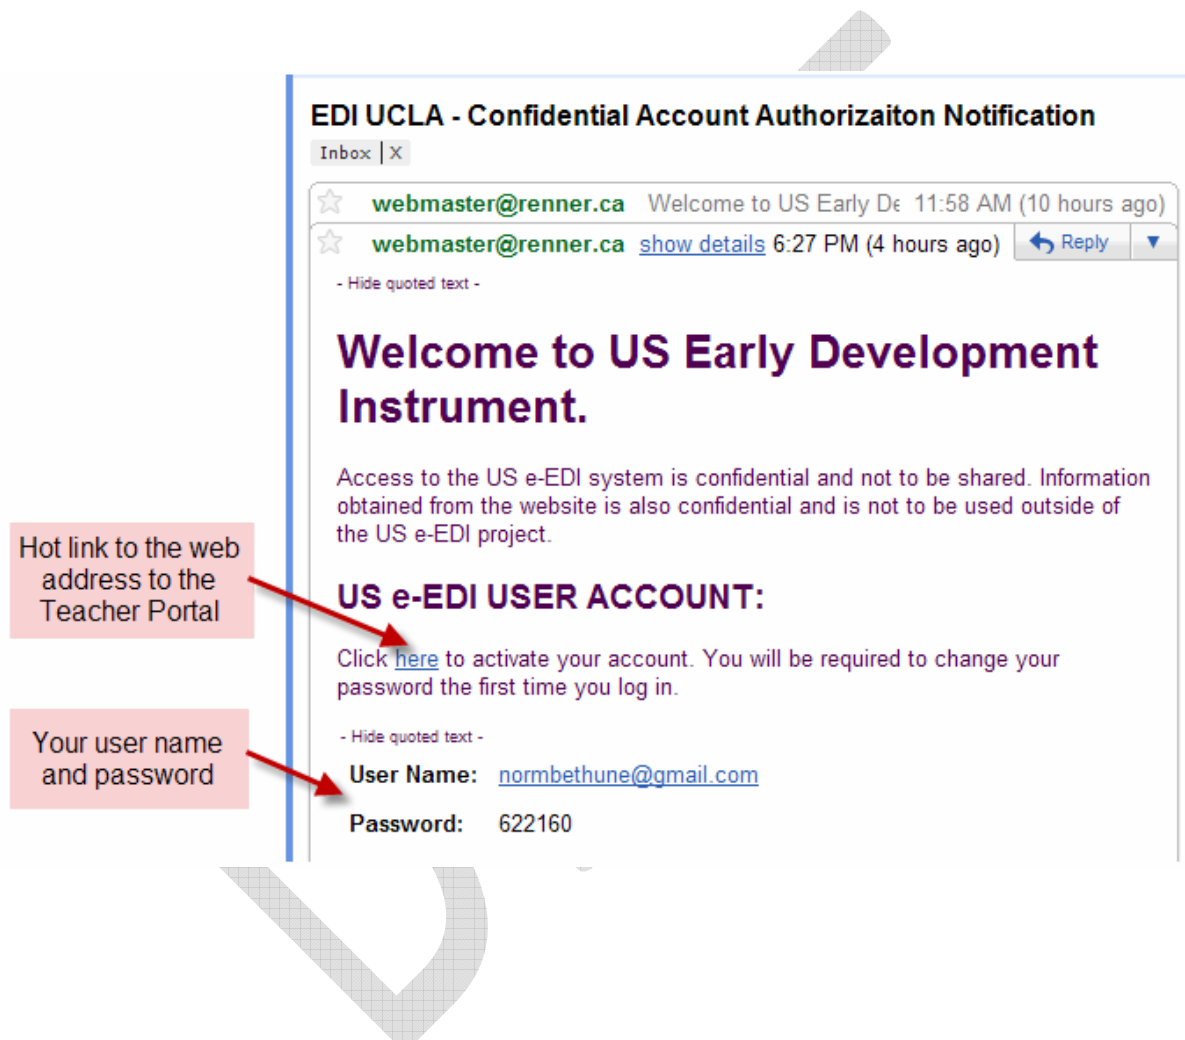 EDI UCLA - Confidential Account Authorizaiton Notification
Inbox | X
webmaster@renner.ca Welcome to US Early De 11:58 AM (10 hours ago)
webmaster@renner.ca show details 6:27 PM (4 hours ago) Reply
- Hide quoted text -
Welcome to US Early Development
Instrument.
Access to the US e-EDI system is confidential and not to be shared. Information
obtained from the website is also confidential and is not to be used outside of
the US e-EDI project.
Hot link to the web
address to the
Teacher Portal
US e-EDI USER ACCOUNT:
Click here to activate your account. You will be required to change your
password the first time you log in.
- Hide quoted text -
Your user name
and password
User Name: normbethune@gmail.com
Password: 622160